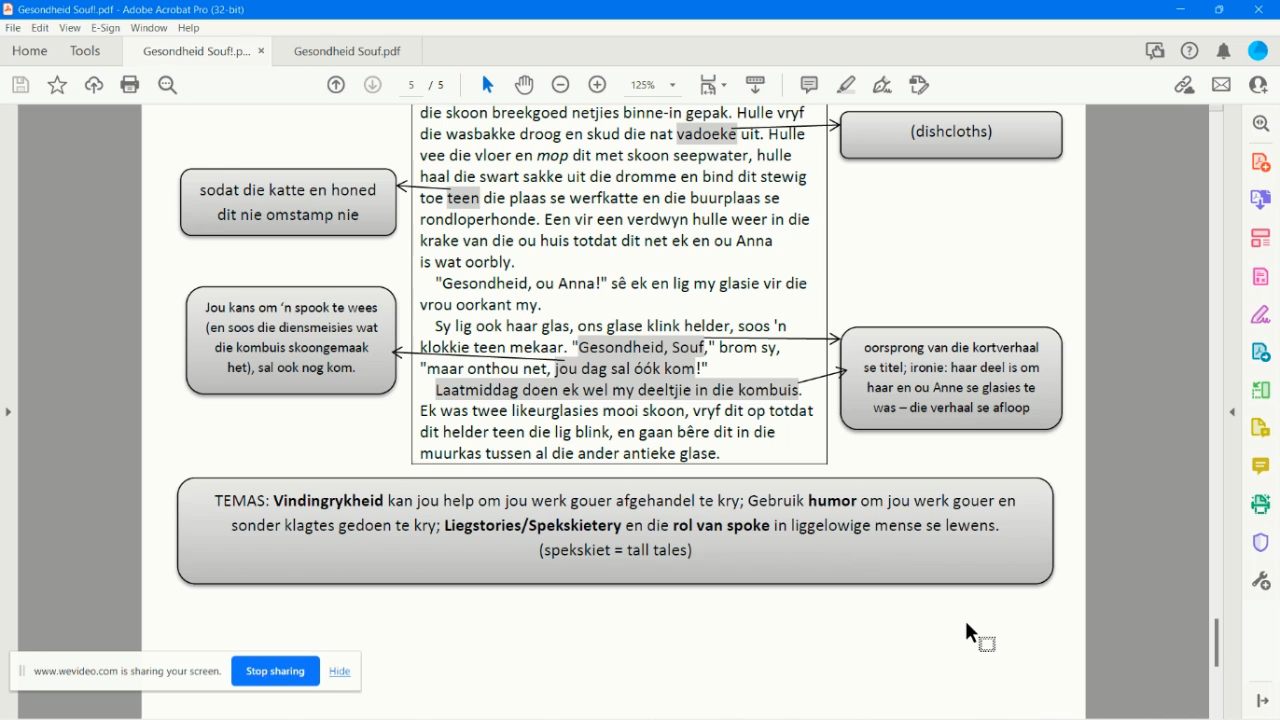 Gesondheid Souf!.pdf - Adobe Acrobat Pro (32-bit)
File Edit View E-Sign Window Help
Home Tools Gesondheid Souf!.p... × Gesondheid Souf.pdf
5 / 5 125%
die skoon breekgoed netjies binne-in gepak. Hulle vryf
die wasbakke droog en skud die nat vadoeke uit. Hulle
vee die vloer en mop dit met skoon seepwater, hulle
haal die swart sakke uit die dromme en bind dit stewig
toe teen die plaas se werfkatte en die buurplaas se
rondloperhonde. Een vir een verdwyn hulle weer in die
krake van die ou huis totdat dit net ek en ou Anna
is wat oorbly.
"Gesondheid, ou Anna!" sê ek en lig my glasie vir die
vrou oorkant my.
Sy lig ook haar glas, ons glase klink helder, soos 'n
klokkie teen mekaar. "Gesondheid, Souf," brom sy,
"maar onthou net, jou dag sal óók kom!"
Laatmiddag doen ek wel my deeltjie in die kombuis.
Ek was twee likeurglasies mooi skoon, vryf dit op totdat
dit helder teen die lig blink, en gaan bêre dit in die
muurkas tussen al die ander antieke glase.
(dishcloths)
sodat die katte en honed
dit nie omstamp nie
Jou kans om ‘n spook te wees
(en soos die diensmeisies wat
die kombuis skoongemaak
het), sal ook nog kom.
oorsprong van die kortverhaal
se titel; ironie: haar deel is om
haar en ou Anne se glasies te
was – die verhaal se afloop
TEMAS: Vindingrykheid kan jou help om jou werk gouer afgehandel te kry; Gebruik humor om jou werk gouer en
sonder klagtes gedoen te kry; Liegstories/Spekskietery en die rol van spoke in liggelowige mense se lewens.
(spekskiet = tall tales)
www.wevideo.com is sharing your screen. Stop sharing Hide